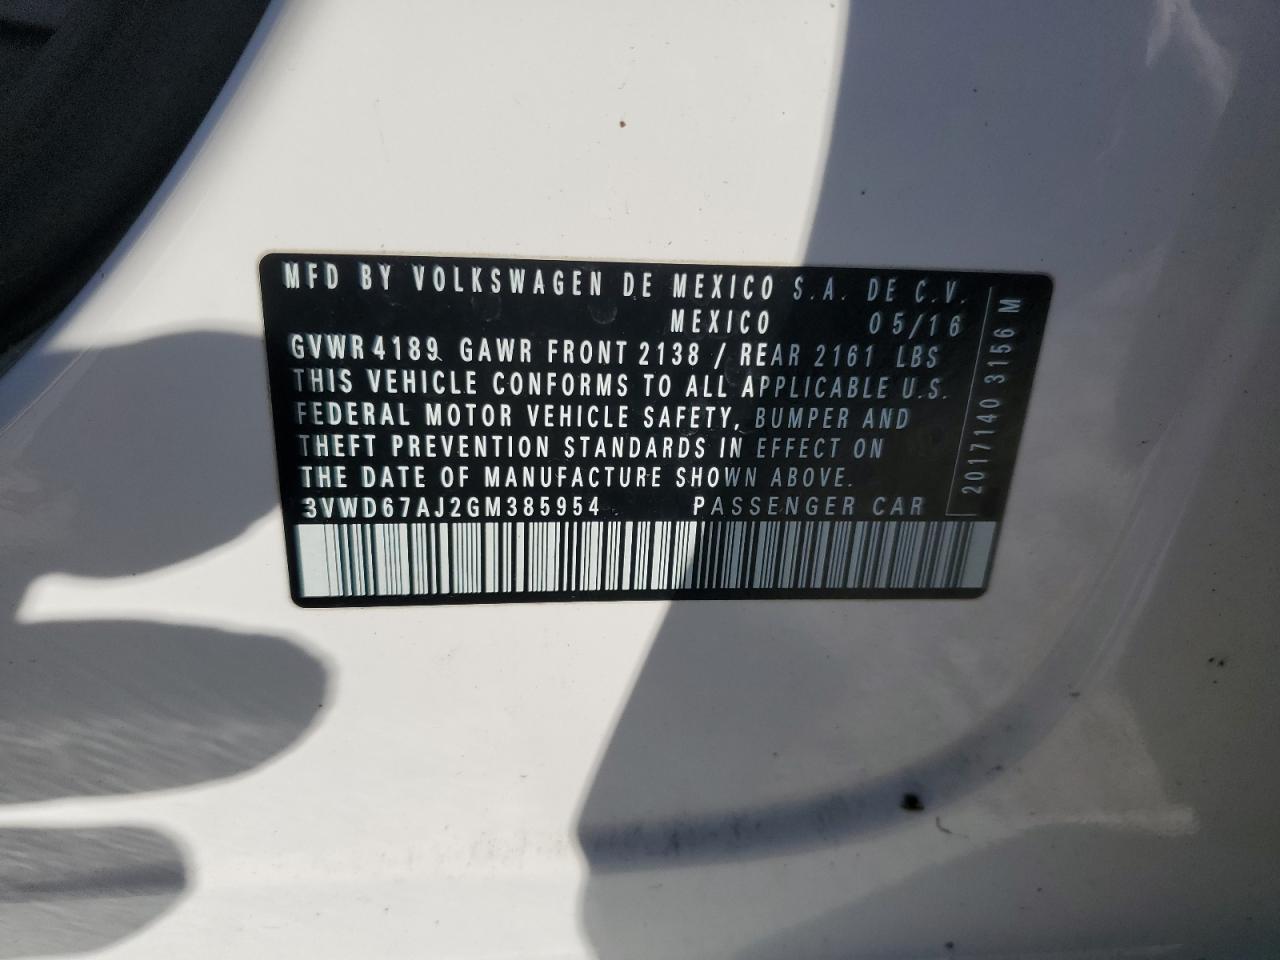 MFD BY VOLKSWAGEN DE MEXICO S.A. DE C.V.
MEXICO 05/16
GVWR 4189 GAWR FRONT 2138 / REAR 2161 LBS
THIS VEHICLE CONFORMS TO ALL APPLICABLE U.S.
FEDERAL MOTOR VEHICLE SAFETY, BUMPER AND
THEFT PREVENTION STANDARDS IN EFFECT ON
THE DATE OF MANUFACTURE SHOWN ABOVE.
3VWD67AJ2GM385954 PASSENGER CAR
2017140 3156 M